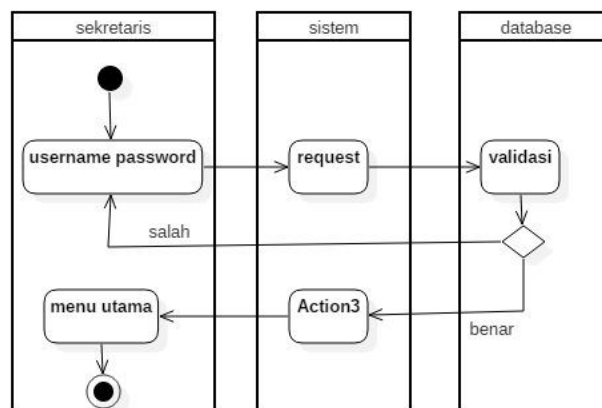 sekretaris
sistem
database
username password
request
validasi
salah
menu utama
Action3
benar